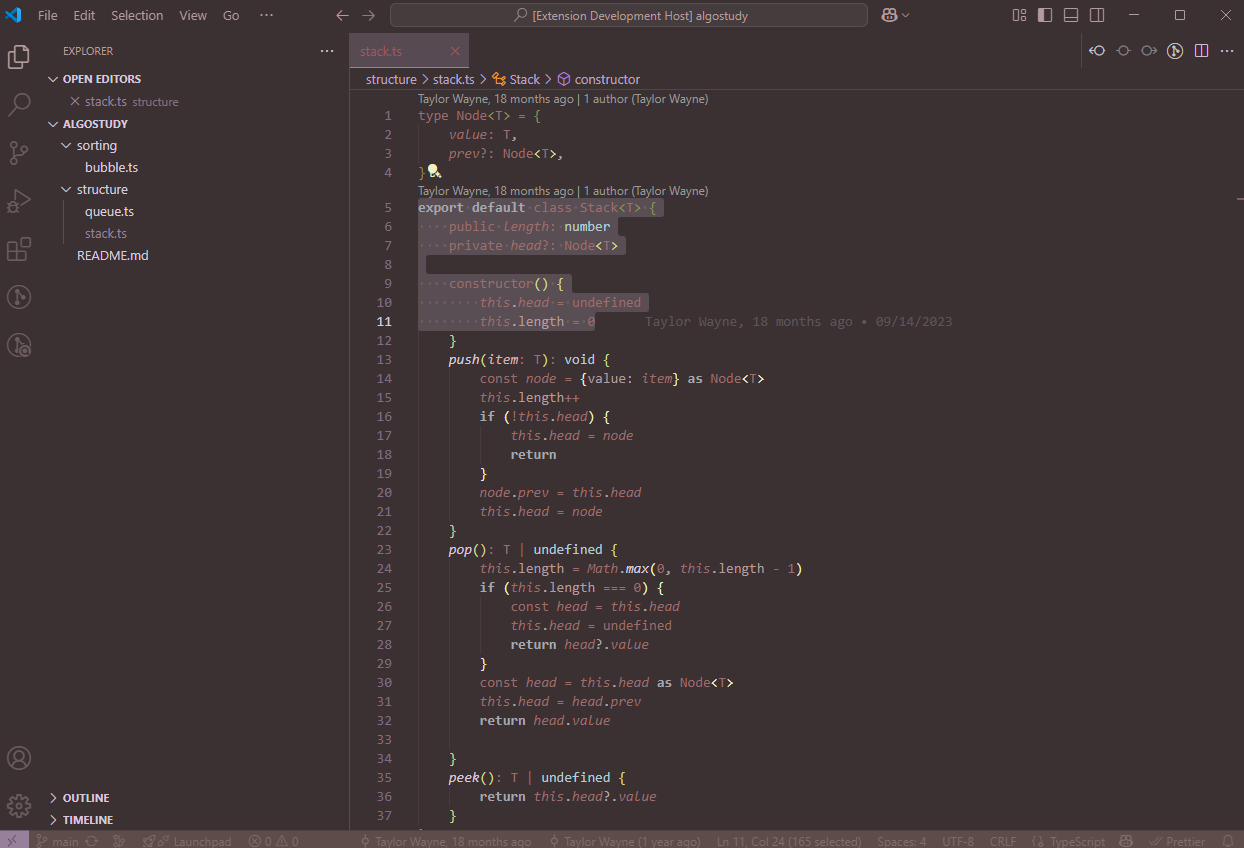 File Edit Selection View Go ··· [Extension Development Host] algostudy
EXPLORER ···
OPEN EDITORS
stack.ts structure
ALGOSTUDY
sorting
bubble.ts
structure
queue.ts
stack.ts
README.md
OUTLINE
TIMELINE
stack.ts
structure > stack.ts > Stack > constructor
Taylor Wayne, 18 months ago | 1 author (Taylor Wayne)
1 type Node<T> = {
2 value: T,
3 prev?: Node<T>,
4 }
Taylor Wayne, 18 months ago | 1 author (Taylor Wayne)
5 export default class Stack<T> {
6 public length: number
7 private head?: Node<T>
8
9 constructor() {
10 this.head = undefined
11 this.length = 0 Taylor Wayne, 18 months ago • 09/14/2023
12 }
13 push(item: T): void {
14 const node = {value: item} as Node<T>
15 this.length++
16 if (!this.head) {
17 this.head = node
18 return
19 }
20 node.prev = this.head
21 this.head = node
22 }
23 pop(): T | undefined {
24 this.length = Math.max(0, this.length - 1)
25 if (this.length === 0) {
26 const head = this.head
27 this.head = undefined
28 return head?.value
29 }
30 const head = this.head as Node<T>
31 this.head = head.prev
32 return head.value
33
34 }
35 peek(): T | undefined {
36 return this.head?.value
37 }
main Launchpad 0 0 Taylor Wayne, 18 months ago Taylor Wayne (1 year ago) Ln 11, Col 24 (165 selected) Spaces: 4 UTF-8 CRLF TypeScript Prettier